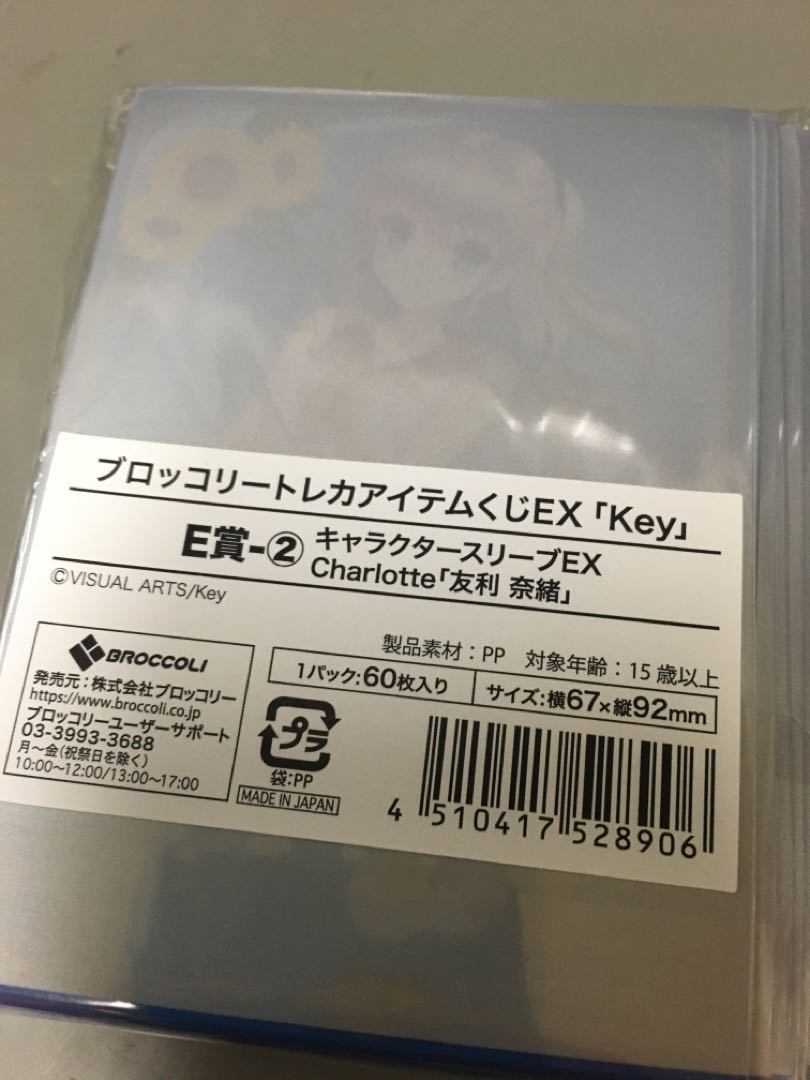 ブロッコリートレカアイテムくじEX「Key」
E賞-②
キャラクタースリーブEX
Charlotte「友利 奈緒」
©VISUAL ARTS/Key
製品素材：PP 対象年齢：15歳以上
1パック:60枚入り
サイズ:横67×縦92mm
BROCCOLI
発売元：株式会社ブロッコリー
https://www.broccoli.co.jp
ブロッコリーユーザーサポート
03-3993-3688
月～金（祝祭日を除く）
10:00～12:00/13:00～17:00
プラ
袋:PP
MADE IN JAPAN
4 510417 528906